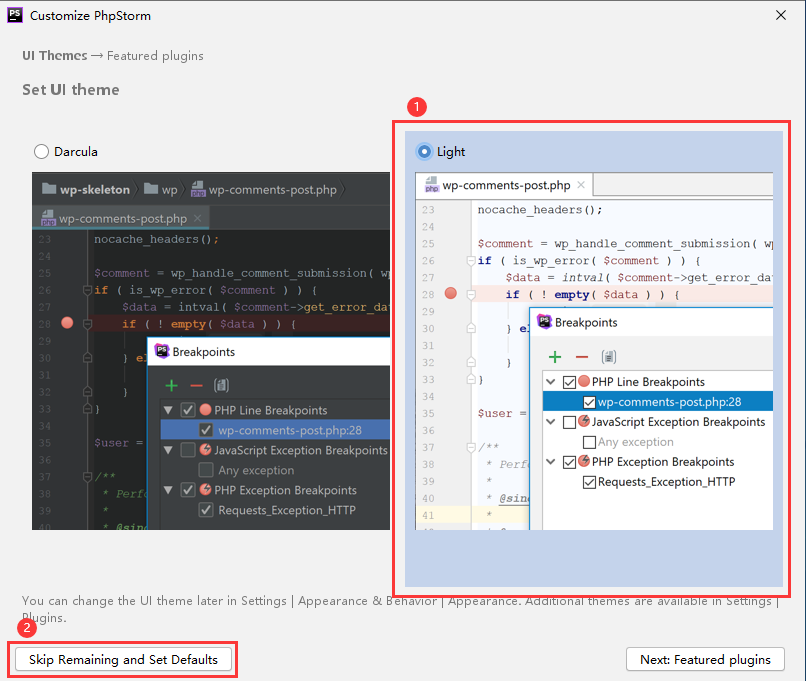 PS Customize PhpStorm
UI Themes → Featured plugins
Set UI theme
1
Darcula
wp-skeleton wp php wp-comments-post.php
php wp-comments-post.php
23 nocache_headers();
24
25 $comment = wp_handle_comment_submission( wp
26 if ( is_wp_error( $comment ) ) {
27 $data = intval( $comment->get_error_da
28 if ( ! empty( $data ) ) {
29
30 } el
31
32 }
33 }
34
35 $user =
36
37 /**
38 * Perfo
39 *
40 * @sinc
PS Breakpoints
PHP Line Breakpoints
wp-comments-post.php:28
JavaScript Exception Breakpoints
Any exception
PHP Exception Breakpoints
Requests_Exception_HTTP
Light
php wp-comments-post.php
23 nocache_headers();
24
25 $comment = wp_handle_comment_submission( wp
26 if ( is_wp_error( $comment ) ) {
27 $data = intval( $comment->get_error_da
28 if ( ! empty( $data ) ) {
29
30 } el
31
32 }
33 }
34
35 $user =
36
37 /**
38 * Perfo
39 *
40 * @sinc
41 *
PS Breakpoints
PHP Line Breakpoints
wp-comments-post.php:28
JavaScript Exception Breakpoints
Any exception
PHP Exception Breakpoints
Requests_Exception_HTTP
You can change the UI theme later in Settings | Appearance & Behavior | Appearance. Additional themes are available in Settings |
Plugins.
2
Skip Remaining and Set Defaults
Next: Featured plugins